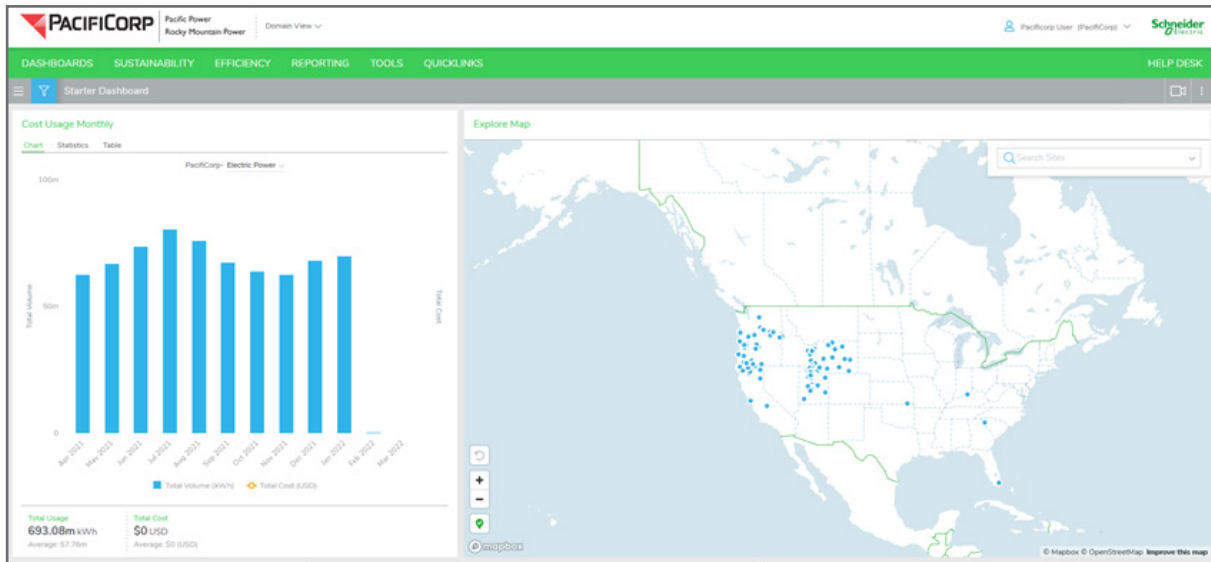 PACIFICORP
Pacific Power
Rocky Mountain Power
Domain View
Pacificorp User (PacifiCorp)
Schneider
Electric
DASHBOARDS SUSTAINABILITY EFFICIENCY REPORTING TOOLS QUICKLINKS HELP DESK
Starter Dashboard
Cost Usage Monthly
Chart Statistics Table
PacifiCorp- Electric Power
100m
50m
0
Total Volume
Total Cost
Apr 2021 May 2021 Jun 2021 Jul 2021 Aug 2021 Sep 2021 Oct 2021 Nov 2021 Dec 2021 Jan 2022 Feb 2022 Mar 2022
Total Volume (kWh) Total Cost (USD)
Total Usage
693.08m kWh
Average: 57.76m
Total Cost
$0 USD
Average: $0 (USD)
Explore Map
Search Sites
+
−
mapbox
© Mapbox © OpenStreetMap Improve this map